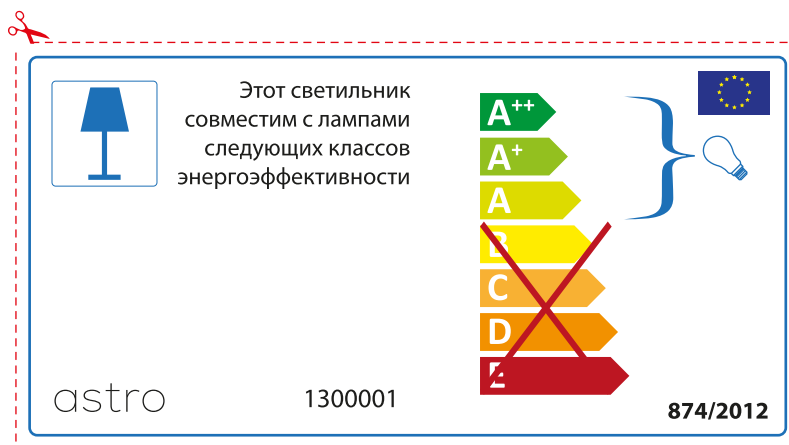 Этот светильник
совместим с лампами
следующих классов
энергоэффективности
A++
A+
A
B
C
D
E
astro
1300001
874/2012